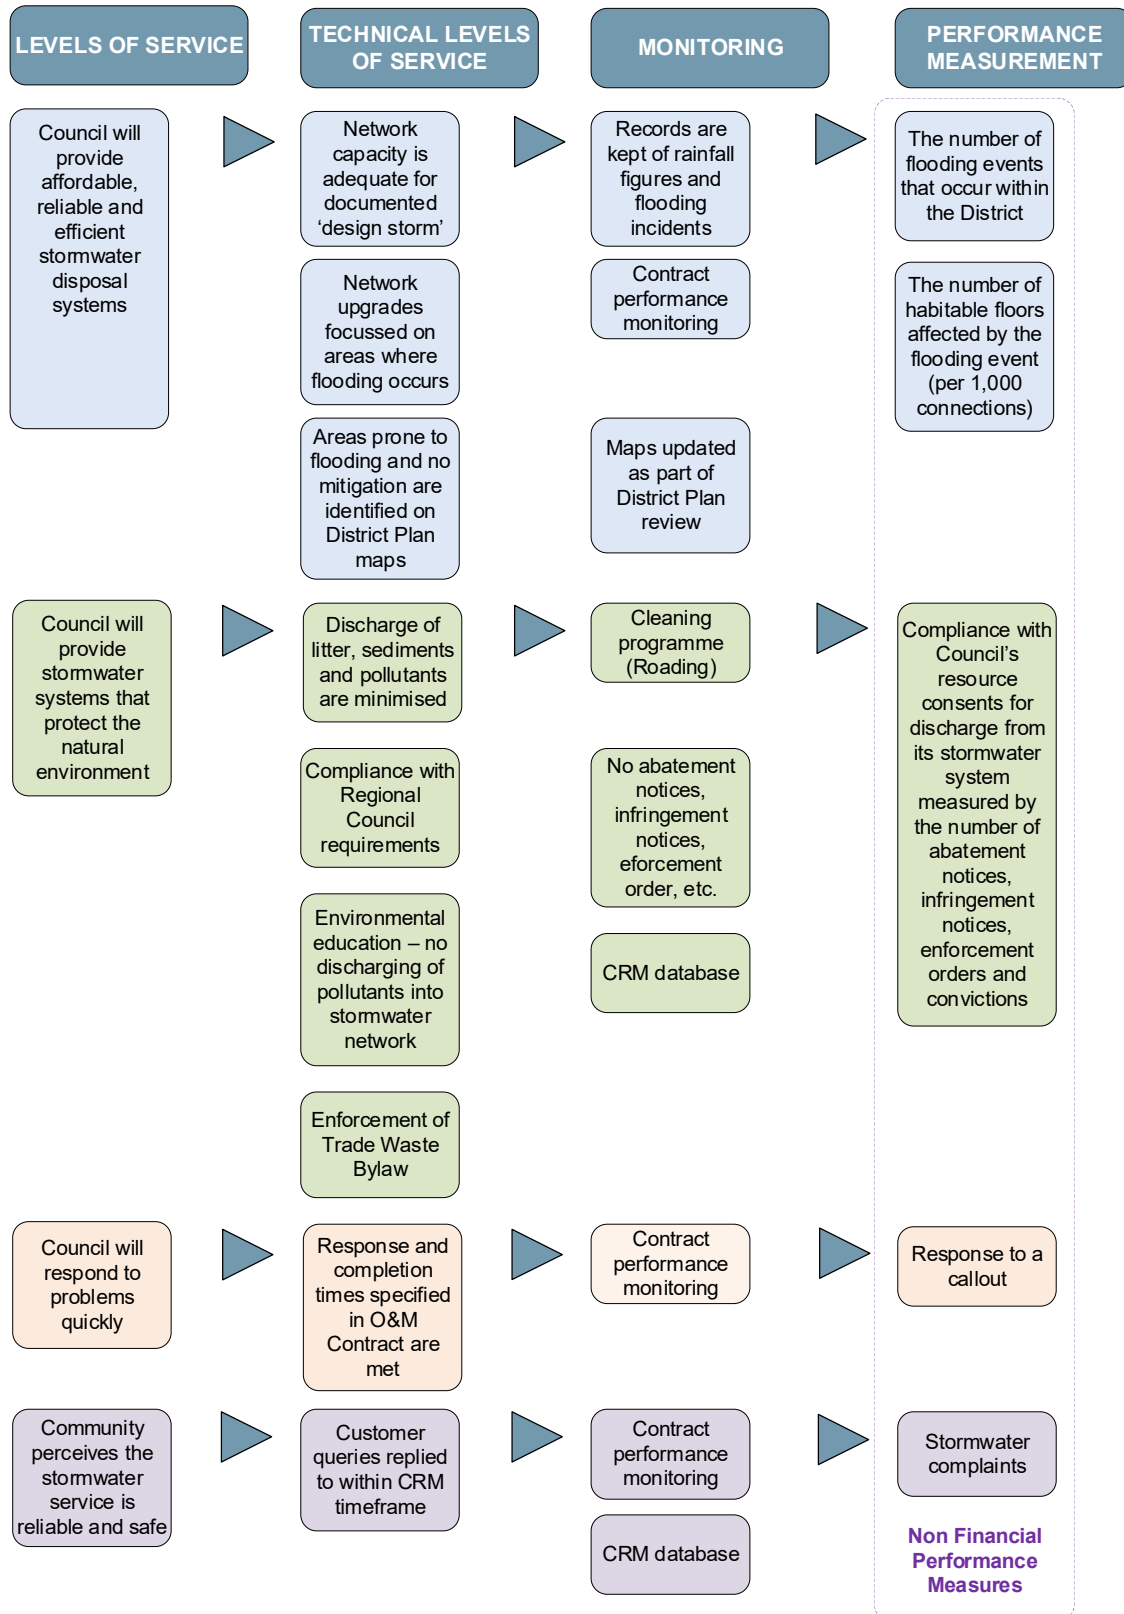 LEVELS OF SERVICE
TECHNICAL LEVELS
OF SERVICE
MONITORING
PERFORMANCE
MEASUREMENT
Council will
provide
affordable,
reliable and
efficient
stormwater
disposal
systems
Network
capacity is
adequate for
documented
‘design storm’
Records are
kept of rainfall
figures and
flooding
incidents
The number of
flooding events
that occur within
the District
Network
upgrades
focussed on
areas where
flooding occurs
Contract
performance
monitoring
The number of
habitable floors
affected by the
flooding event
(per 1,000
connections)
Areas prone to
flooding and no
mitigation are
identified on
District Plan
maps
Maps updated
as part of
District Plan
review
Council will
provide
stormwater
systems that
protect the
natural
environment
Discharge of
litter, sediments
and pollutants
are minimised
Cleaning
programme
(Roading)
Compliance with
Council’s
resource
consents for
discharge from
its stormwater
system
measured by
the number of
abatement
notices,
infringement
notices,
enforcement
orders and
convictions
Compliance with
Regional
Council
requirements
No abatement
notices,
infringement
notices,
eforcement
order, etc.
Environmental
education – no
discharging of
pollutants into
stormwater
network
CRM database
Enforcement of
Trade Waste
Bylaw
Council will
respond to
problems
quickly
Response and
completion
times specified
in O&M
Contract are
met
Contract
performance
monitoring
Response to a
callout
Community
perceives the
stormwater
service is
reliable and safe
Customer
queries replied
to within CRM
timeframe
Contract
performance
monitoring
Stormwater
complaints
CRM database
Non Financial
Performance
Measures